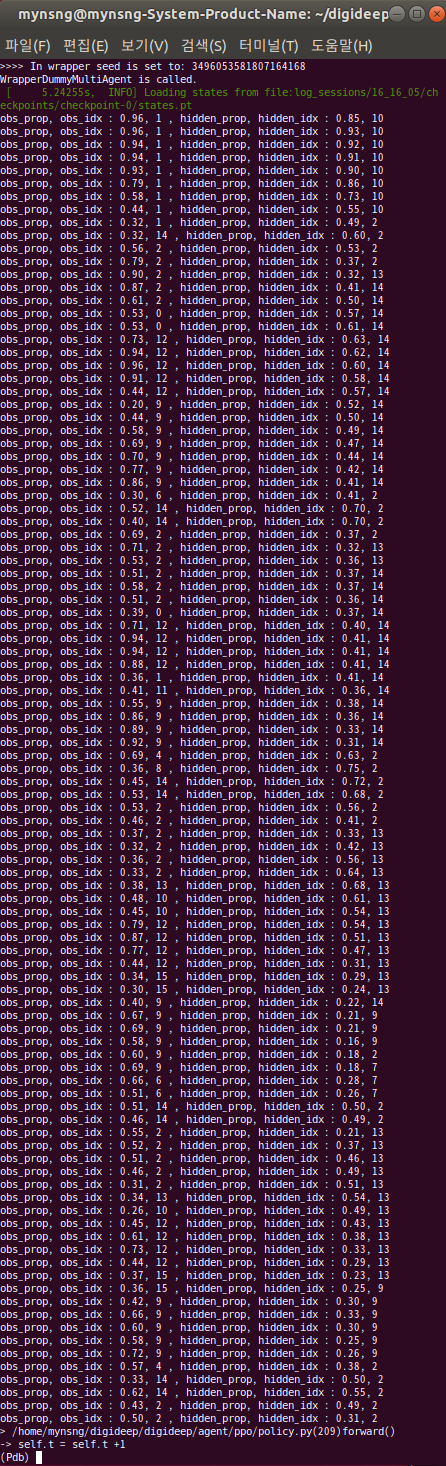 mynsng@mynsng-System-Product-Name: ~/digideep
파일(F) 편집(E) 보기(V) 검색(S) 터미널(T) 도움말(H)
>>>> In wrapper seed is set to: 3496053581807164168
WrapperDummyMultiAgent is called.
[ 5.24255s, INFO] Loading states from file:log_sessions/16_16_05/ch
eckpoints/checkpoint-0/states.pt
obs_prop, obs_idx : 0.96, 1 , hidden_prop, hidden_idx : 0.85, 10
obs_prop, obs_idx : 0.93, 1 , hidden_prop, hidden_idx : 0.90, 10
obs_prop, obs_idx : 0.94, 1 , hidden_prop, hidden_idx : 0.92, 10
obs_prop, obs_idx : 0.94, 1 , hidden_prop, hidden_idx : 0.91, 10
obs_prop, obs_idx : 0.93, 1 , hidden_prop, hidden_idx : 0.90, 10
obs_prop, obs_idx : 0.79, 1 , hidden_prop, hidden_idx : 0.86, 10
obs_prop, obs_idx : 0.58, 1 , hidden_prop, hidden_idx : 0.73, 10
obs_prop, obs_idx : 0.44, 1 , hidden_prop, hidden_idx : 0.55, 10
obs_prop, obs_idx : 0.32, 1 , hidden_prop, hidden_idx : 0.49, 2
obs_prop, obs_idx : 0.32, 14 , hidden_prop, hidden_idx : 0.60, 2
obs_prop, obs_idx : 0.56, 2 , hidden_prop, hidden_idx : 0.53, 2
obs_prop, obs_idx : 0.79, 2 , hidden_prop, hidden_idx : 0.37, 2
obs_prop, obs_idx : 0.90, 2 , hidden_prop, hidden_idx : 0.32, 13
obs_prop, obs_idx : 0.87, 2 , hidden_prop, hidden_idx : 0.41, 14
obs_prop, obs_idx : 0.61, 2 , hidden_prop, hidden_idx : 0.50, 14
obs_prop, obs_idx : 0.53, 0 , hidden_prop, hidden_idx : 0.57, 14
obs_prop, obs_idx : 0.53, 0 , hidden_prop, hidden_idx : 0.61, 14
obs_prop, obs_idx : 0.73, 12 , hidden_prop, hidden_idx : 0.63, 14
obs_prop, obs_idx : 0.94, 12 , hidden_prop, hidden_idx : 0.62, 14
obs_prop, obs_idx : 0.96, 12 , hidden_prop, hidden_idx : 0.60, 14
obs_prop, obs_idx : 0.91, 12 , hidden_prop, hidden_idx : 0.58, 14
obs_prop, obs_idx : 0.44, 12 , hidden_prop, hidden_idx : 0.57, 14
obs_prop, obs_idx : 0.20, 9 , hidden_prop, hidden_idx : 0.52, 14
obs_prop, obs_idx : 0.44, 9 , hidden_prop, hidden_idx : 0.50, 14
obs_prop, obs_idx : 0.58, 9 , hidden_prop, hidden_idx : 0.49, 14
obs_prop, obs_idx : 0.69, 9 , hidden_prop, hidden_idx : 0.47, 14
obs_prop, obs_idx : 0.70, 9 , hidden_prop, hidden_idx : 0.44, 14
obs_prop, obs_idx : 0.77, 9 , hidden_prop, hidden_idx : 0.42, 14
obs_prop, obs_idx : 0.86, 9 , hidden_prop, hidden_idx : 0.41, 14
obs_prop, obs_idx : 0.30, 6 , hidden_prop, hidden_idx : 0.41, 2
obs_prop, obs_idx : 0.52, 14 , hidden_prop, hidden_idx : 0.70, 2
obs_prop, obs_idx : 0.40, 14 , hidden_prop, hidden_idx : 0.70, 2
obs_prop, obs_idx : 0.69, 2 , hidden_prop, hidden_idx : 0.37, 2
obs_prop, obs_idx : 0.71, 2 , hidden_prop, hidden_idx : 0.32, 13
obs_prop, obs_idx : 0.53, 2 , hidden_prop, hidden_idx : 0.36, 13
obs_prop, obs_idx : 0.51, 2 , hidden_prop, hidden_idx : 0.37, 14
obs_prop, obs_idx : 0.58, 2 , hidden_prop, hidden_idx : 0.37, 14
obs_prop, obs_idx : 0.51, 2 , hidden_prop, hidden_idx : 0.36, 14
obs_prop, obs_idx : 0.39, 0 , hidden_prop, hidden_idx : 0.37, 14
obs_prop, obs_idx : 0.71, 12 , hidden_prop, hidden_idx : 0.40, 14
obs_prop, obs_idx : 0.94, 12 , hidden_prop, hidden_idx : 0.41, 14
obs_prop, obs_idx : 0.94, 12 , hidden_prop, hidden_idx : 0.41, 14
obs_prop, obs_idx : 0.88, 12 , hidden_prop, hidden_idx : 0.41, 14
obs_prop, obs_idx : 0.36, 1 , hidden_prop, hidden_idx : 0.41, 14
obs_prop, obs_idx : 0.41, 11 , hidden_prop, hidden_idx : 0.36, 14
obs_prop, obs_idx : 0.55, 9 , hidden_prop, hidden_idx : 0.38, 14
obs_prop, obs_idx : 0.86, 9 , hidden_prop, hidden_idx : 0.36, 14
obs_prop, obs_idx : 0.89, 9 , hidden_prop, hidden_idx : 0.33, 14
obs_prop, obs_idx : 0.92, 9 , hidden_prop, hidden_idx : 0.31, 14
obs_prop, obs_idx : 0.69, 4 , hidden_prop, hidden_idx : 0.63, 2
obs_prop, obs_idx : 0.36, 8 , hidden_prop, hidden_idx : 0.75, 2
obs_prop, obs_idx : 0.45, 14 , hidden_prop, hidden_idx : 0.72, 2
obs_prop, obs_idx : 0.53, 14 , hidden_prop, hidden_idx : 0.68, 2
obs_prop, obs_idx : 0.53, 2 , hidden_prop, hidden_idx : 0.56, 2
obs_prop, obs_idx : 0.46, 2 , hidden_prop, hidden_idx : 0.41, 2
obs_prop, obs_idx : 0.37, 2 , hidden_prop, hidden_idx : 0.33, 13
obs_prop, obs_idx : 0.32, 2 , hidden_prop, hidden_idx : 0.42, 13
obs_prop, obs_idx : 0.36, 2 , hidden_prop, hidden_idx : 0.56, 13
obs_prop, obs_idx : 0.33, 2 , hidden_prop, hidden_idx : 0.64, 13
obs_prop, obs_idx : 0.38, 13 , hidden_prop, hidden_idx : 0.68, 13
obs_prop, obs_idx : 0.48, 10 , hidden_prop, hidden_idx : 0.61, 13
obs_prop, obs_idx : 0.45, 10 , hidden_prop, hidden_idx : 0.54, 13
obs_prop, obs_idx : 0.79, 12 , hidden_prop, hidden_idx : 0.54, 13
obs_prop, obs_idx : 0.87, 12 , hidden_prop, hidden_idx : 0.51, 13
obs_prop, obs_idx : 0.77, 12 , hidden_prop, hidden_idx : 0.47, 13
obs_prop, obs_idx : 0.44, 12 , hidden_prop, hidden_idx : 0.31, 13
obs_prop, obs_idx : 0.34, 15 , hidden_prop, hidden_idx : 0.29, 13
obs_prop, obs_idx : 0.30, 15 , hidden_prop, hidden_idx : 0.24, 13
obs_prop, obs_idx : 0.40, 9 , hidden_prop, hidden_idx : 0.22, 14
obs_prop, obs_idx : 0.67, 9 , hidden_prop, hidden_idx : 0.21, 9
obs_prop, obs_idx : 0.69, 9 , hidden_prop, hidden_idx : 0.21, 9
obs_prop, obs_idx : 0.58, 9 , hidden_prop, hidden_idx : 0.16, 9
obs_prop, obs_idx : 0.60, 9 , hidden_prop, hidden_idx : 0.18, 2
obs_prop, obs_idx : 0.69, 9 , hidden_prop, hidden_idx : 0.18, 7
obs_prop, obs_idx : 0.66, 6 , hidden_prop, hidden_idx : 0.28, 7
obs_prop, obs_idx : 0.51, 6 , hidden_prop, hidden_idx : 0.26, 7
obs_prop, obs_idx : 0.51, 14 , hidden_prop, hidden_idx : 0.50, 2
obs_prop, obs_idx : 0.46, 14 , hidden_prop, hidden_idx : 0.49, 2
obs_prop, obs_idx : 0.55, 2 , hidden_prop, hidden_idx : 0.21, 13
obs_prop, obs_idx : 0.52, 2 , hidden_prop, hidden_idx : 0.37, 13
obs_prop, obs_idx : 0.51, 2 , hidden_prop, hidden_idx : 0.46, 13
obs_prop, obs_idx : 0.46, 2 , hidden_prop, hidden_idx : 0.49, 13
obs_prop, obs_idx : 0.31, 2 , hidden_prop, hidden_idx : 0.51, 13
obs_prop, obs_idx : 0.34, 13 , hidden_prop, hidden_idx : 0.54, 13
obs_prop, obs_idx : 0.26, 10 , hidden_prop, hidden_idx : 0.49, 13
obs_prop, obs_idx : 0.45, 12 , hidden_prop, hidden_idx : 0.43, 13
obs_prop, obs_idx : 0.61, 12 , hidden_prop, hidden_idx : 0.38, 13
obs_prop, obs_idx : 0.73, 12 , hidden_prop, hidden_idx : 0.33, 13
obs_prop, obs_idx : 0.44, 12 , hidden_prop, hidden_idx : 0.29, 13
obs_prop, obs_idx : 0.37, 15 , hidden_prop, hidden_idx : 0.23, 13
obs_prop, obs_idx : 0.36, 15 , hidden_prop, hidden_idx : 0.25, 9
obs_prop, obs_idx : 0.42, 9 , hidden_prop, hidden_idx : 0.30, 9
obs_prop, obs_idx : 0.66, 9 , hidden_prop, hidden_idx : 0.33, 9
obs_prop, obs_idx : 0.60, 9 , hidden_prop, hidden_idx : 0.30, 9
obs_prop, obs_idx : 0.58, 9 , hidden_prop, hidden_idx : 0.25, 9
obs_prop, obs_idx : 0.72, 9 , hidden_prop, hidden_idx : 0.26, 9
obs_prop, obs_idx : 0.57, 4 , hidden_prop, hidden_idx : 0.38, 2
obs_prop, obs_idx : 0.33, 14 , hidden_prop, hidden_idx : 0.50, 2
obs_prop, obs_idx : 0.62, 14 , hidden_prop, hidden_idx : 0.55, 2
obs_prop, obs_idx : 0.43, 2 , hidden_prop, hidden_idx : 0.49, 2
obs_prop, obs_idx : 0.50, 2 , hidden_prop, hidden_idx : 0.31, 2
> /home/mynsng/digideep/digideep/agent/ppo/policy.py(209)forward()
-> self.t = self.t +1
(Pdb)